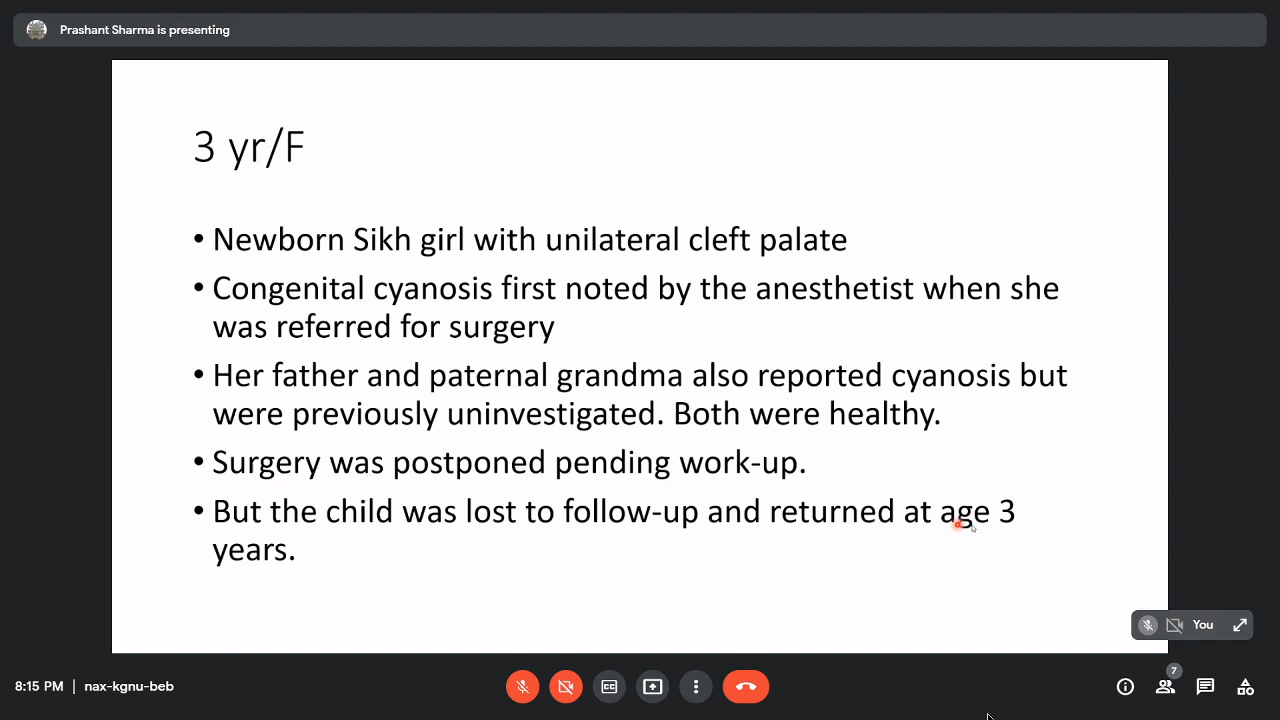 Prashant Sharma is presenting
3 yr/F
• Newborn Sikh girl with unilateral cleft palate
• Congenital cyanosis first noted by the anesthetist when she
was referred for surgery
• Her father and paternal grandma also reported cyanosis but
were previously uninvestigated. Both were healthy.
• Surgery was postponed pending work-up.
• But the child was lost to follow-up and returned at age 3
years.
You
8:15 PM | nax-kgnu-beb
CC
7